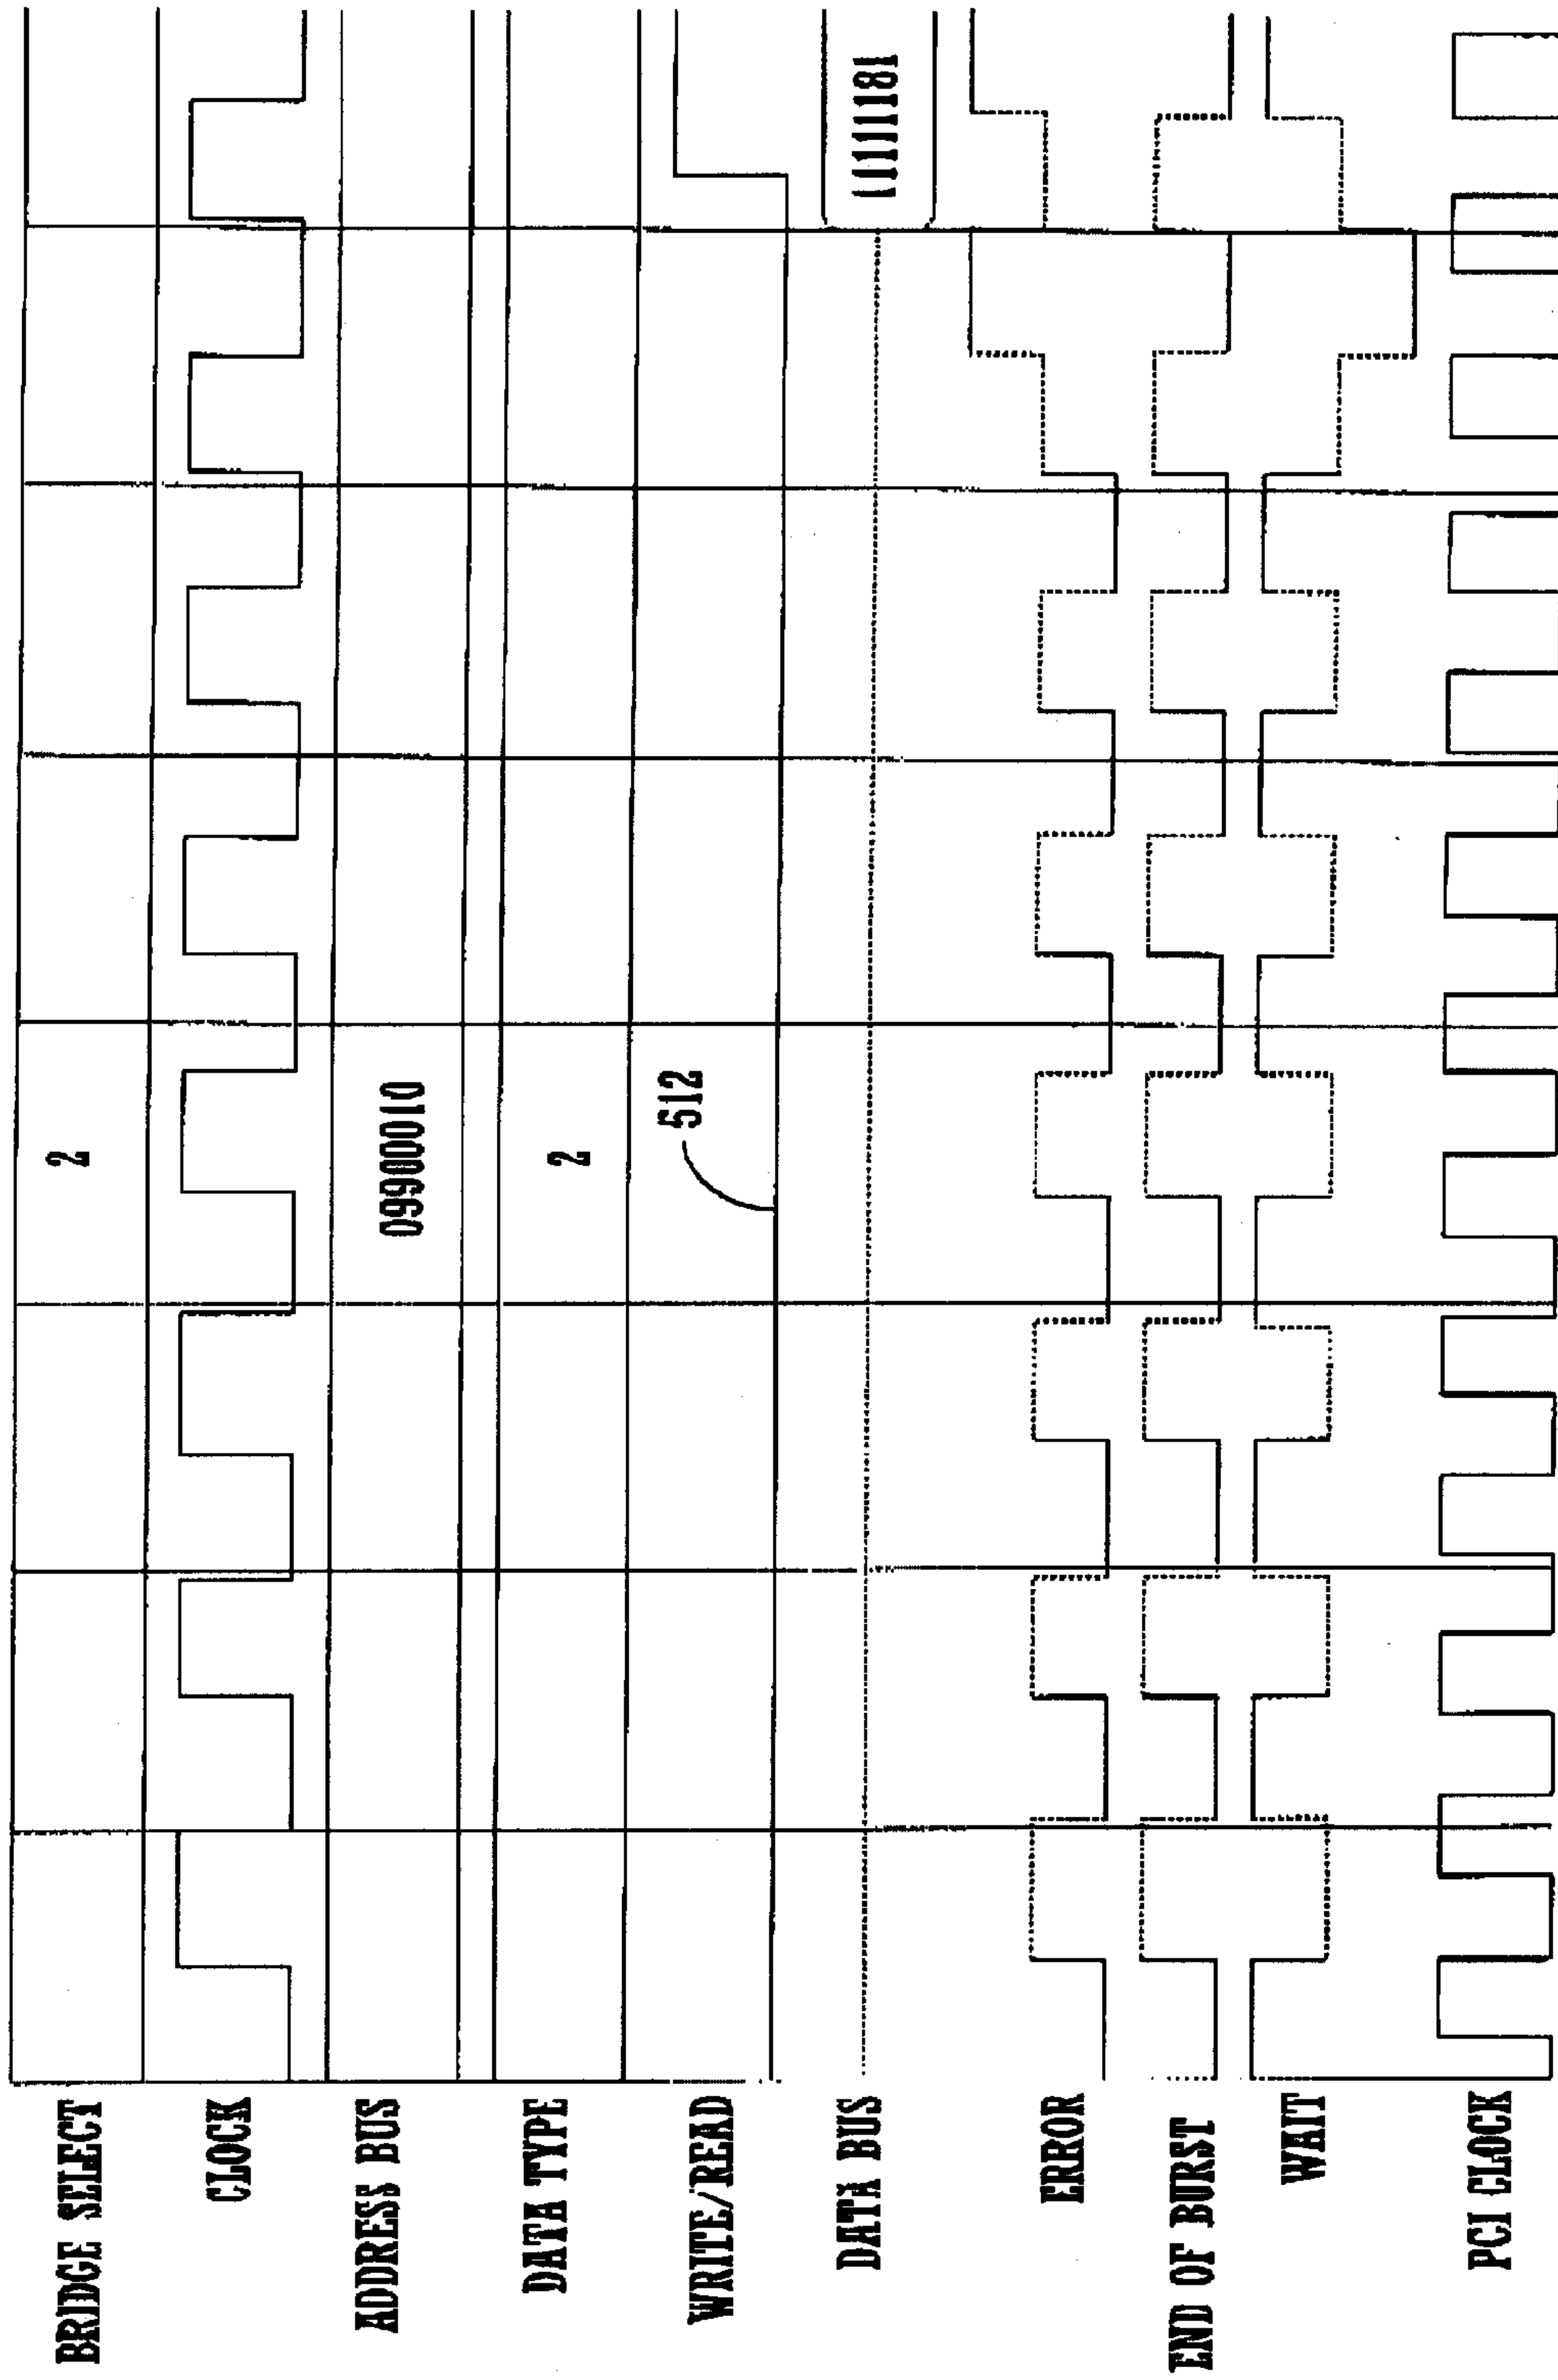 BRIDGE SELECT
2
CLOCK
ADDRESS BUS
09900010
DATA TYPE
2
WRITE/READ
512
DATA BUS
11111181
ERROR
END OF BURST
WAIT
PCI CLOCK